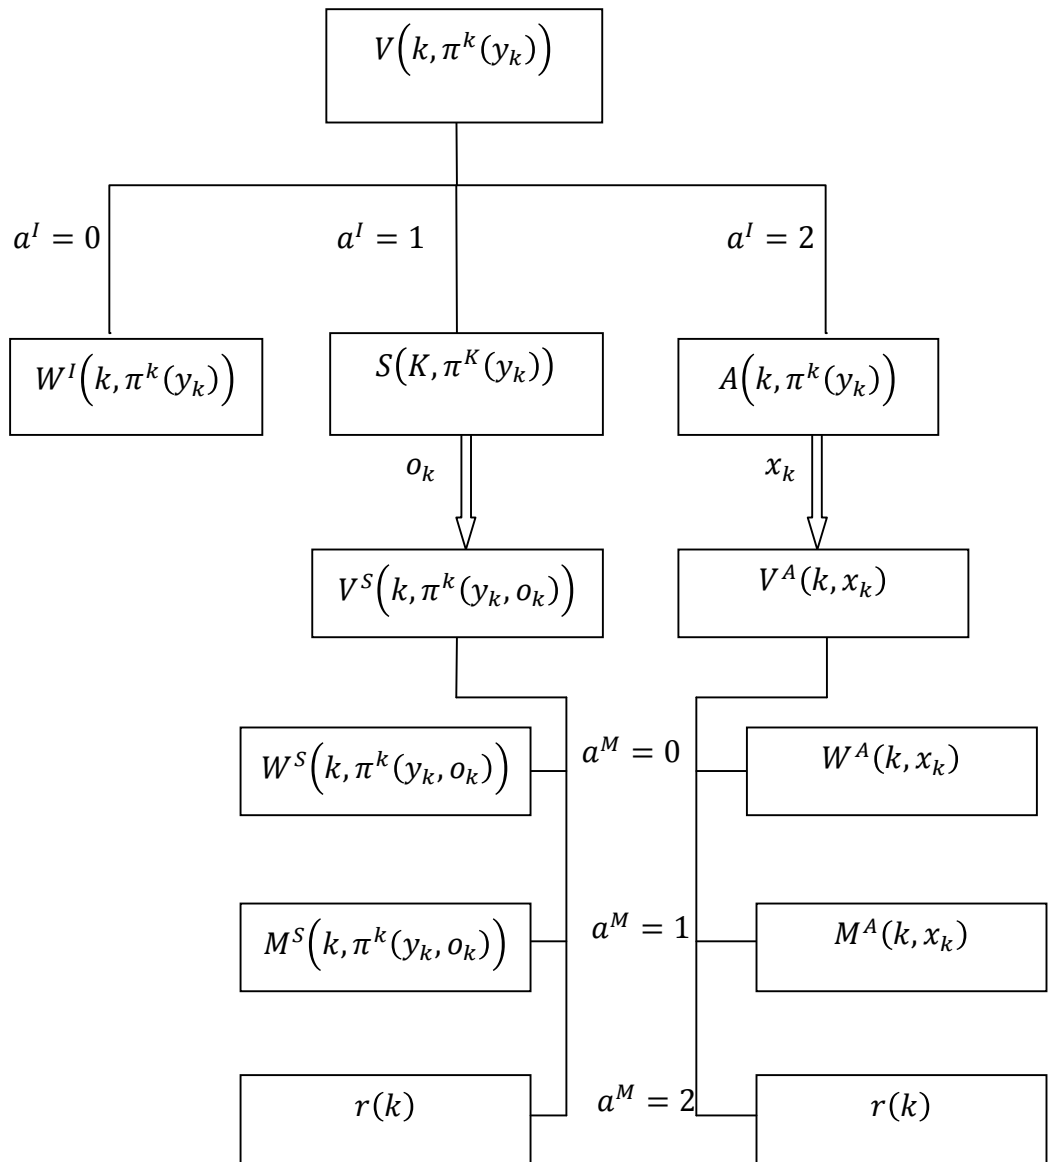 V(k, π^k(y_k))
a^I = 0 a^I = 1 a^I = 2
W^I(k, π^k(y_k)) S(K, π^K(y_k)) A(k, π^k(y_k))
o_k x_k
V^S(k, π^k(y_k, o_k)) V^A(k, x_k)
a^M = 0
W^S(k, π^k(y_k, o_k)) W^A(k, x_k)
a^M = 1
M^S(k, π^k(y_k, o_k)) M^A(k, x_k)
r(k) a^M = 2 r(k)